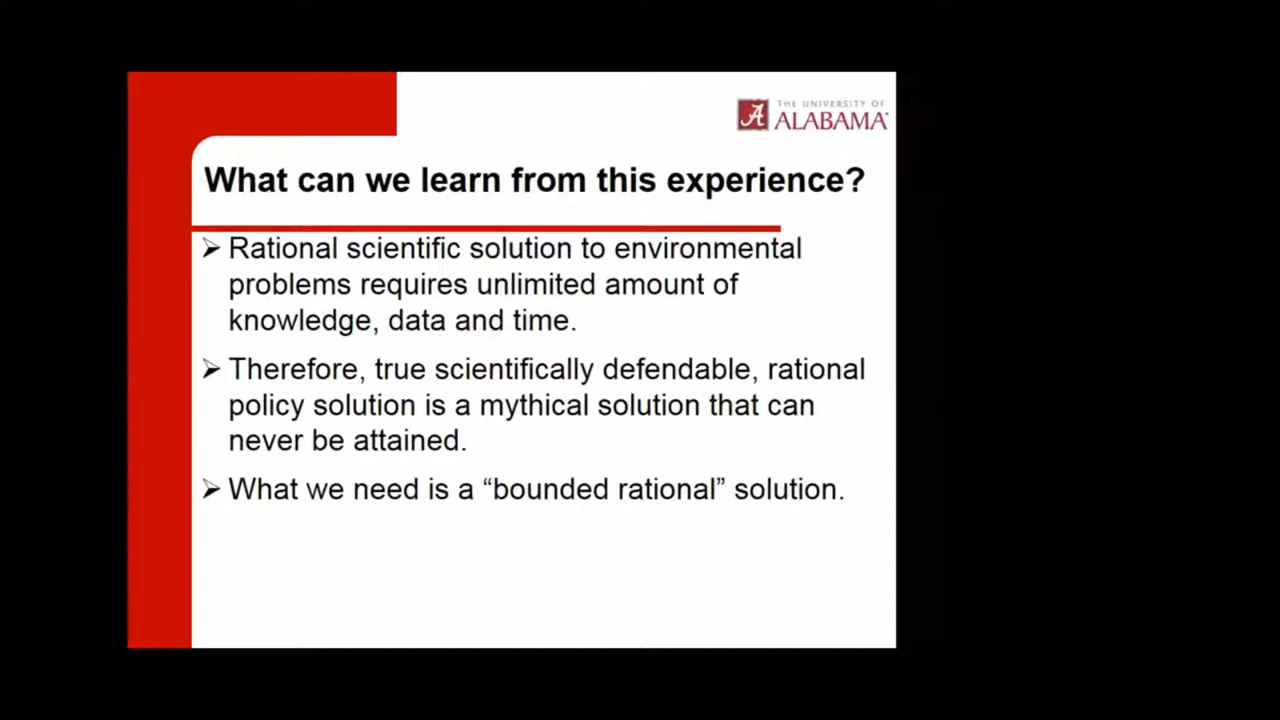 THE UNIVERSITY OF
ALABAMA
What can we learn from this experience?
➢ Rational scientific solution to environmental
problems requires unlimited amount of
knowledge, data and time.
➢ Therefore, true scientifically defendable, rational
policy solution is a mythical solution that can
never be attained.
➢ What we need is a “bounded rational” solution.